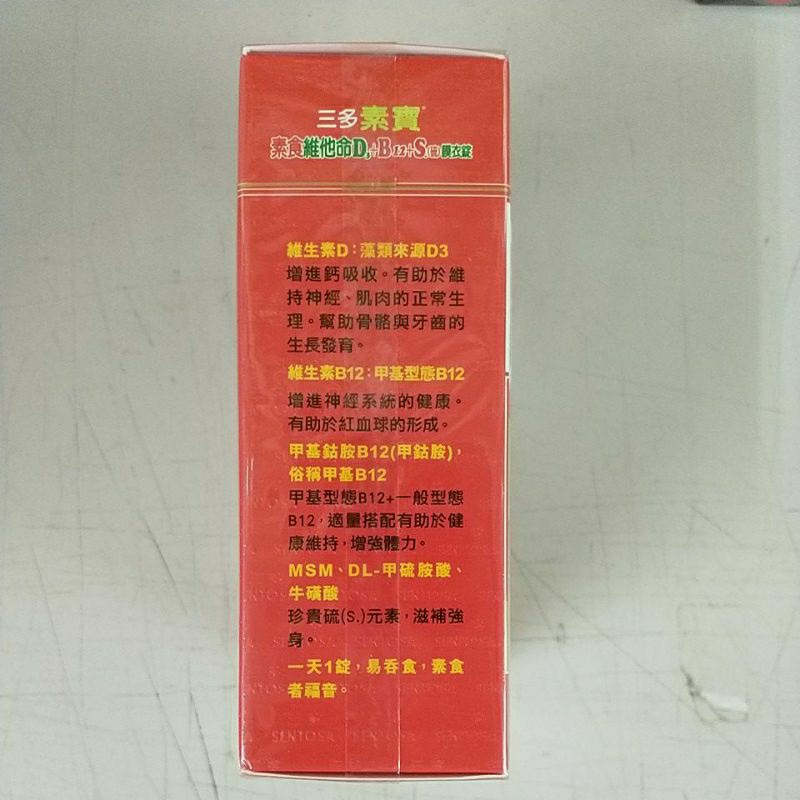 三多素寶
素食維他命D3+B12+S.(硫)膜衣錠
維生素D：藻類來源D3
增進鈣吸收。有助於維
持神經、肌肉的正常生
理。幫助骨骼與牙齒的
生長發育。
維生素B12：甲基型態B12
增進神經系統的健康。
有助於紅血球的形成。
甲基鈷胺B12(甲鈷胺)，
俗稱甲基B12
甲基型態B12+一般型態
B12，適量搭配有助於健
康維持，增強體力。
MSM、DL-甲硫胺酸、
牛磺酸
珍貴硫(S.)元素，滋補強
身。
一天1錠，易吞食，素食
者福音。
SENTOSA SENTOSA